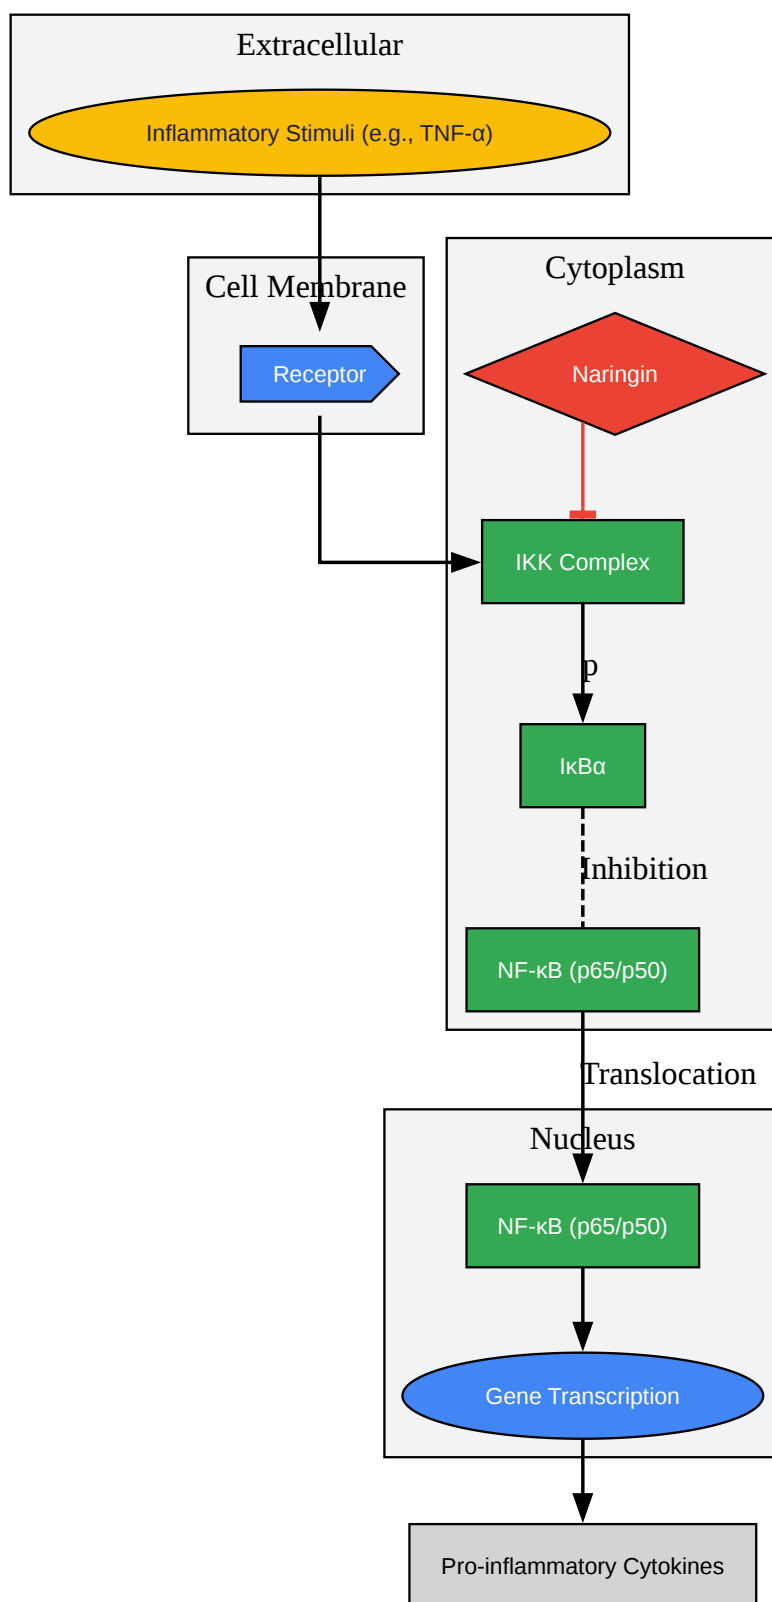 Extracellular
Inflammatory Stimuli (e.g., TNF-α)
Cell Membrane
Receptor
Cytoplasm
Naringin
IKK Complex
p
IκBα
Inhibition
NF-κB (p65/p50)
Translocation
Nucleus
NF-κB (p65/p50)
Gene Transcription
Pro-inflammatory Cytokines